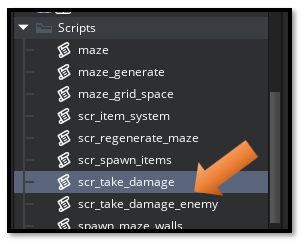 Scripts
maze
maze_generate
maze_grid_space
scr_item_system
scr_regenerate_maze
scr_spawn_items
scr_take_damage
scr_take_damage_enemy
spawn_maze_walls